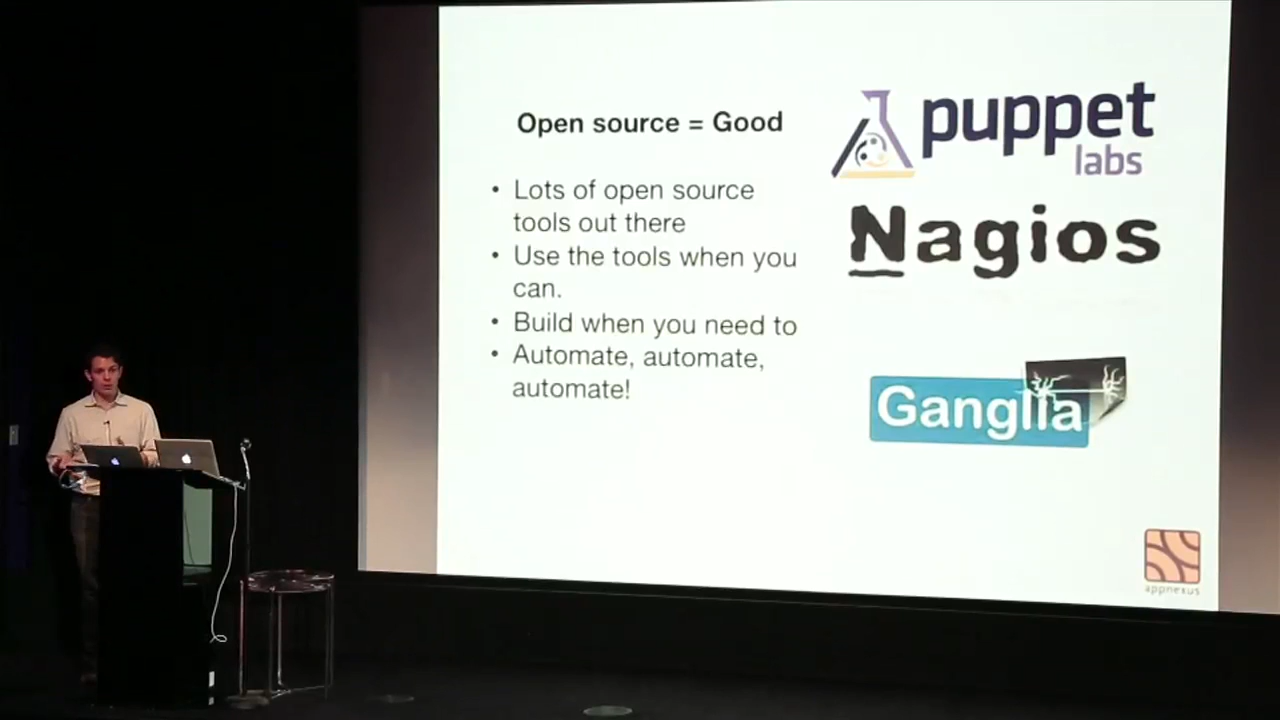 Open source = Good
• Lots of open source
tools out there
• Use the tools when you
can.
• Build when you need to
• Automate, automate,
automate!
puppet
labs
Nagios
Ganglia
appnexus